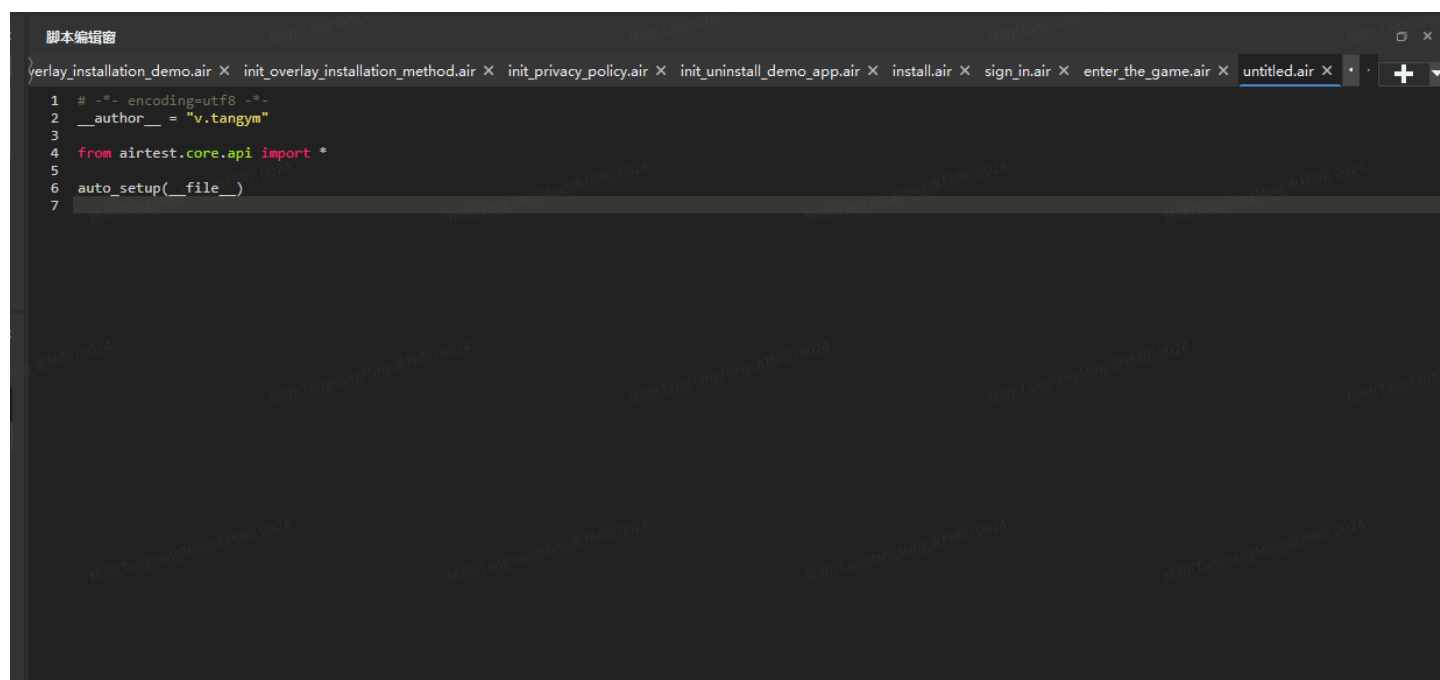 脚本编辑窗
erlay_installation_demo.air × init_overlay_installation_method.air × init_privacy_policy.air × init_uninstall_demo_app.air × install.air × sign_in.air × enter_the_game.air × untitled.air ×
1 # -*- encoding=utf8 -*-
2 __author__ = "v.tangym"
3
4 from airtest.core.api import *
5
6 auto_setup(__file__)
7